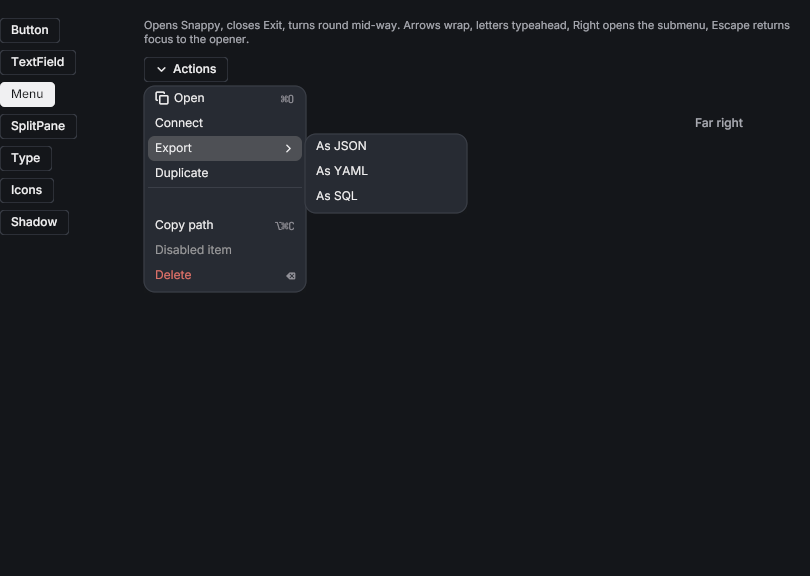 Button
TextField
Menu
SplitPane
Type
Icons
Shadow
Opens Snappy, closes Exit, turns round mid-way. Arrows wrap, letters typeahead, Right opens the submenu, Escape returns
focus to the opener.
Actions
Open ⌘O
Connect
Export
Duplicate
Copy path ⌥⌘C
Disabled item
Delete ⌫
As JSON
As YAML
As SQL
Far right